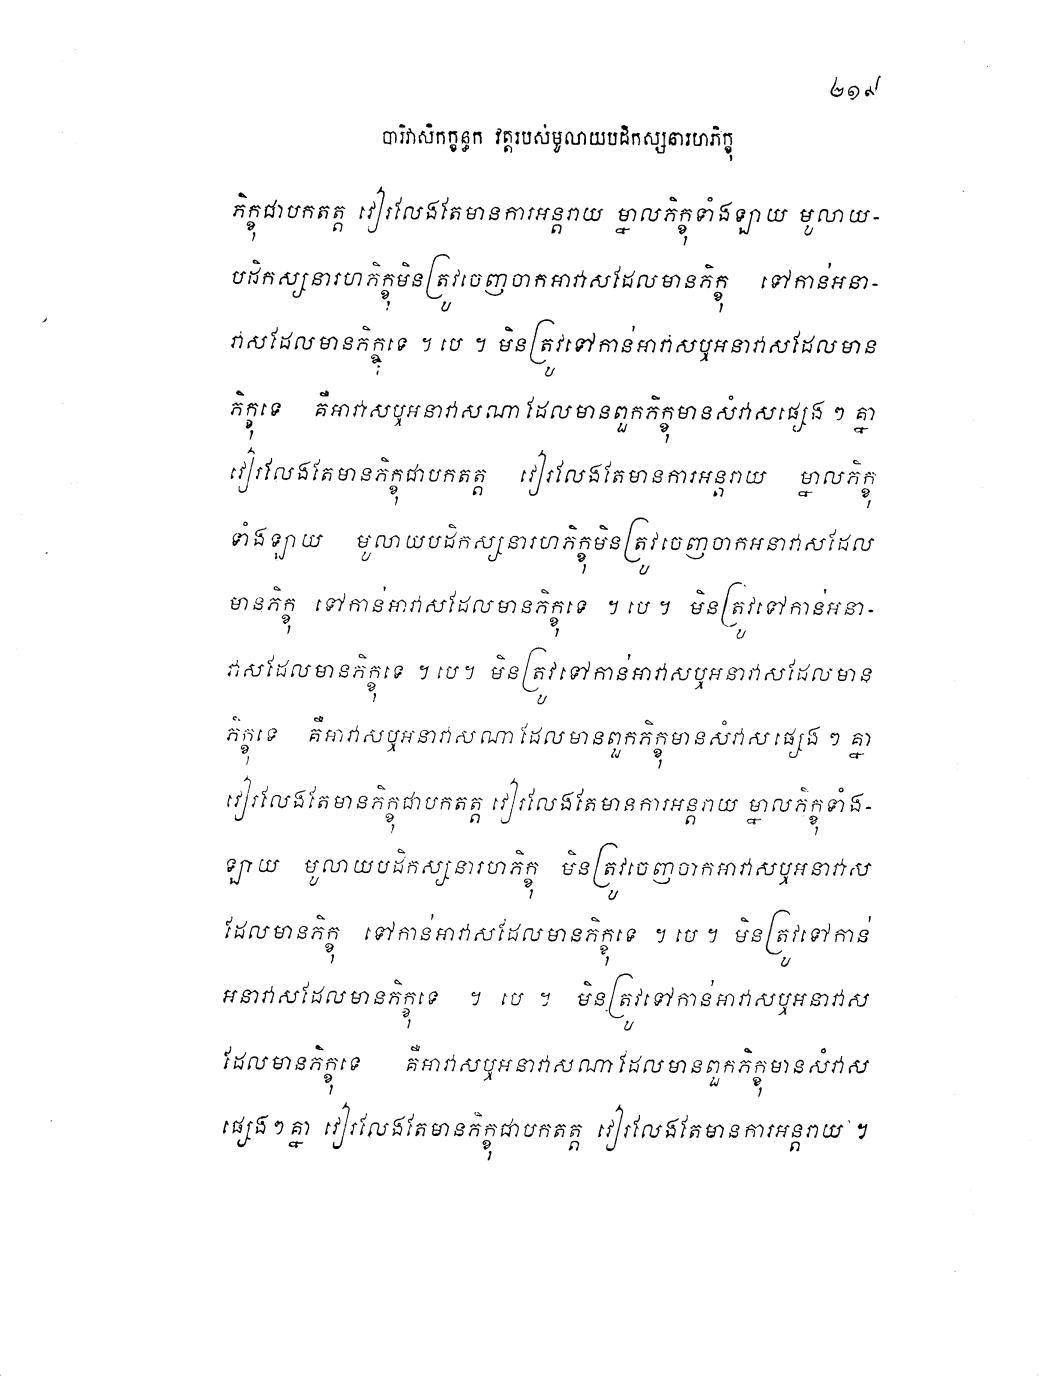 ២១៩
បារិវាសិកក្ខន្ធក វត្តរបស់មូលាយបដិកស្សនារហភិក្ខុ
ភិក្ខុជាបកតត្ត វៀរលែងតែមានការអន្តរាយ ម្នាលភិក្ខុទាំងឡាយ មូលាយ-
បដិកស្សនារហភិក្ខុមិនត្រូវចេញចាកអាវាសដែលមានភិក្ខុ ទៅកាន់អនា-
វាសដែលមានភិក្ខុទេ ។ បេ ។ មិនត្រូវទៅកាន់អាវាសឬអនាវាសដែលមាន
ភិក្ខុទេ គឺអាវាសឬអនាវាសណា ដែលមានពួកភិក្ខុមានសំវាសផ្សេង ៗ គ្នា
វៀរលែងតែមានភិក្ខុជាបកតត្ត វៀរលែងតែមានការអន្តរាយ ម្នាលភិក្ខុ
ទាំងឡាយ មូលាយបដិកស្សនារហភិក្ខុមិនត្រូវចេញចាកអនាវាសដែល
មានភិក្ខុ ទៅកាន់អាវាសដែលមានភិក្ខុទេ ។ បេ ។ មិនត្រូវទៅកាន់អនា-
វាសដែលមានភិក្ខុទេ ។ បេ។ មិនត្រូវទៅកាន់អាវាសឬអនាវាសដែលមាន
ភិក្ខុទេ គឺអាវាសឬអនាវាសណា ដែលមានពួកភិក្ខុមានសំវាសផ្សេង ៗ គ្នា
វៀរលែងតែមានភិក្ខុជាបកតត្ត វៀរលែងតែមានការអន្តរាយ ម្នាលភិក្ខុទាំង-
ឡាយ មូលាយបដិកស្សនារហភិក្ខុ មិនត្រូវចេញចាកអាវាសឬអនាវាស
ដែលមានភិក្ខុ ទៅកាន់អាវាសដែលមានភិក្ខុទេ ។ បេ ។ មិនត្រូវទៅកាន់
អនាវាសដែលមានភិក្ខុទេ ។ បេ ។ មិនត្រូវទៅកាន់អាវាសឬអនាវាស
ដែលមានភិក្ខុទេ គឺអាវាសឬអនាវាសណា ដែលមានពួកភិក្ខុមានសំវាស
ផ្សេងៗគ្នា វៀរលែងតែមានភិក្ខុជាបកតត្ត វៀរលែងតែមានការអន្តរាយ ។